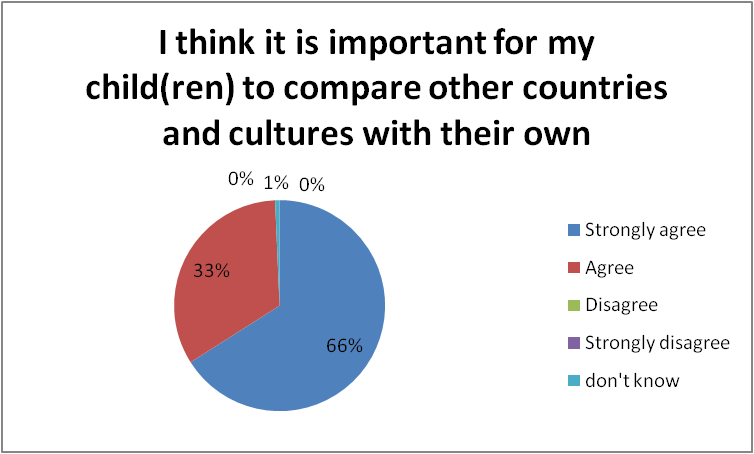 I think it is important for my
child(ren) to compare other countries
and cultures with their own
0% 1% 0%
33%
66%
Strongly agree
Agree
Disagree
Strongly disagree
don't know